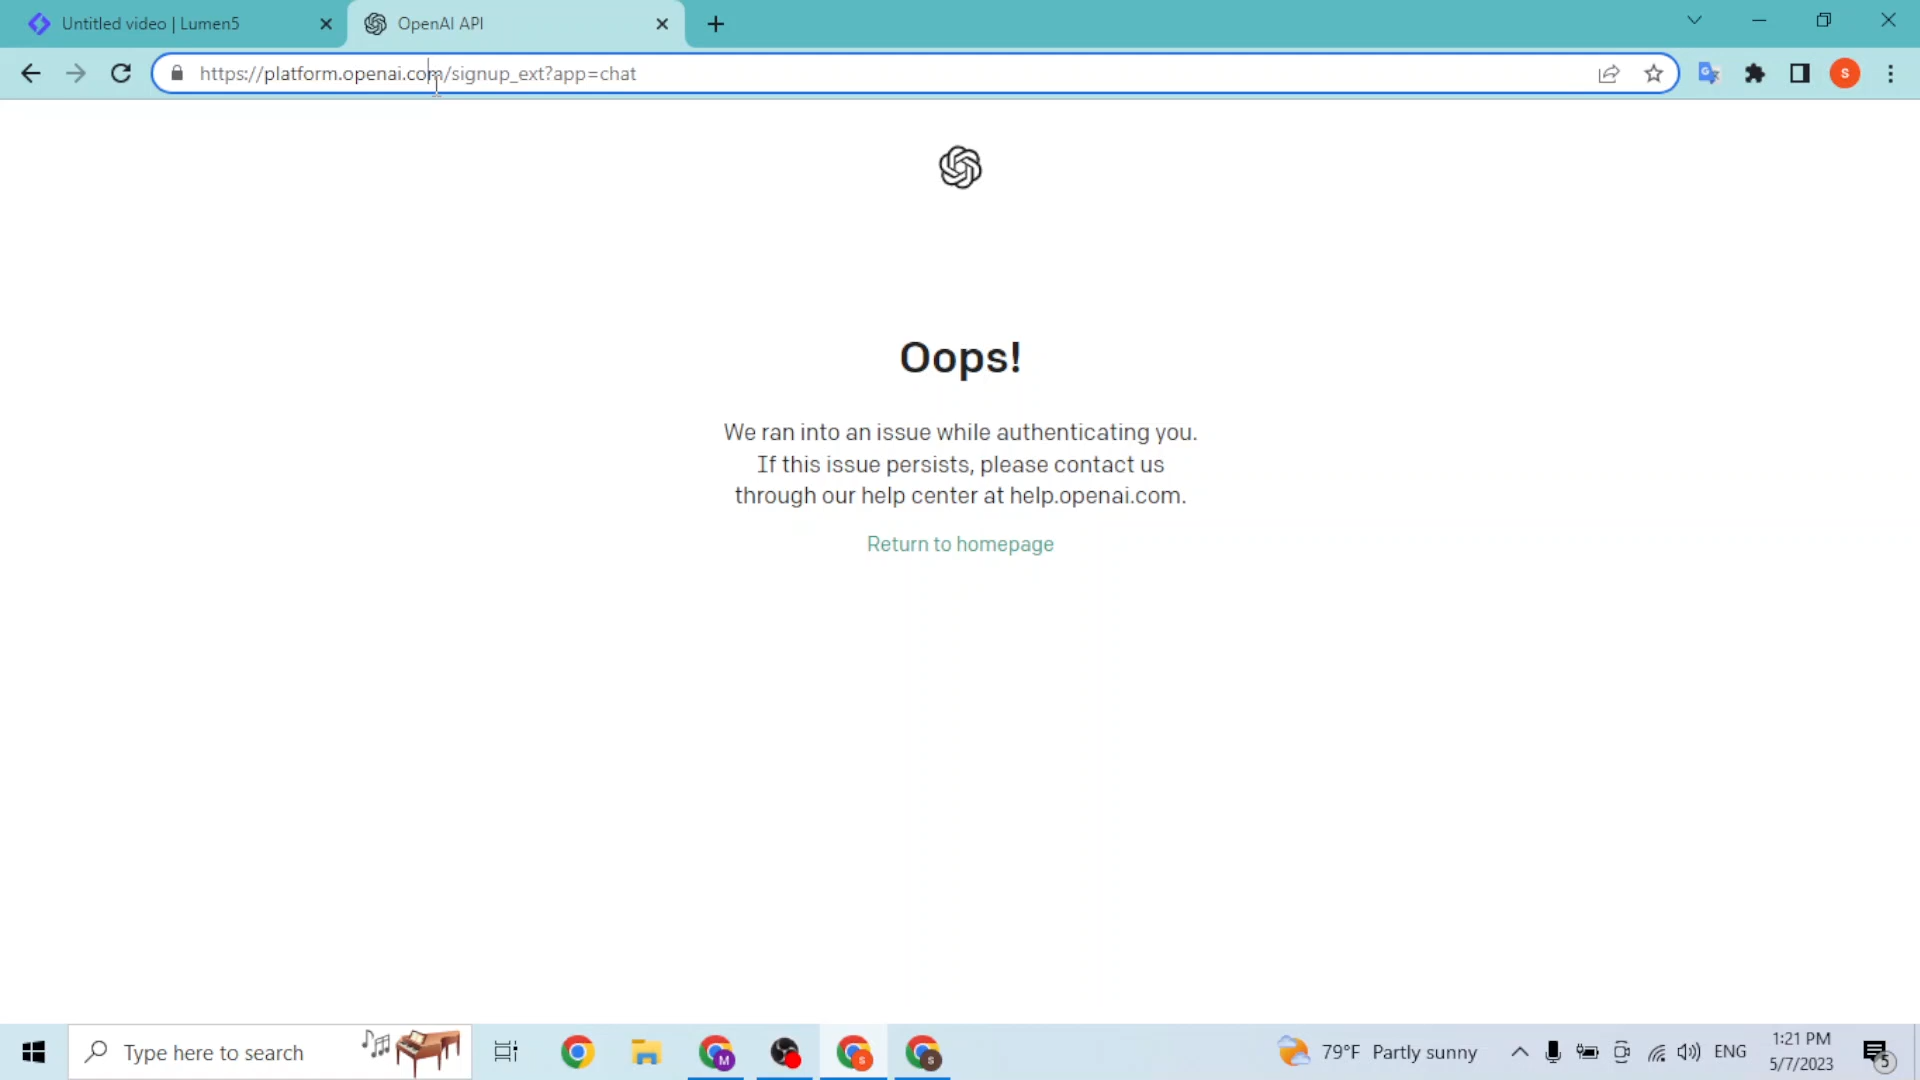 Untitled video | Lumen5
OpenAI API
https://platform.openai.com/signup_ext?app=chat
S
Oops!
We ran into an issue while authenticating you.
If this issue persists, please contact us
through our help center at help.openai.com.
Return to homepage
Type here to search
M
S
S
79°F Partly sunny
ENG
1:21 PM
5/7/2023
5